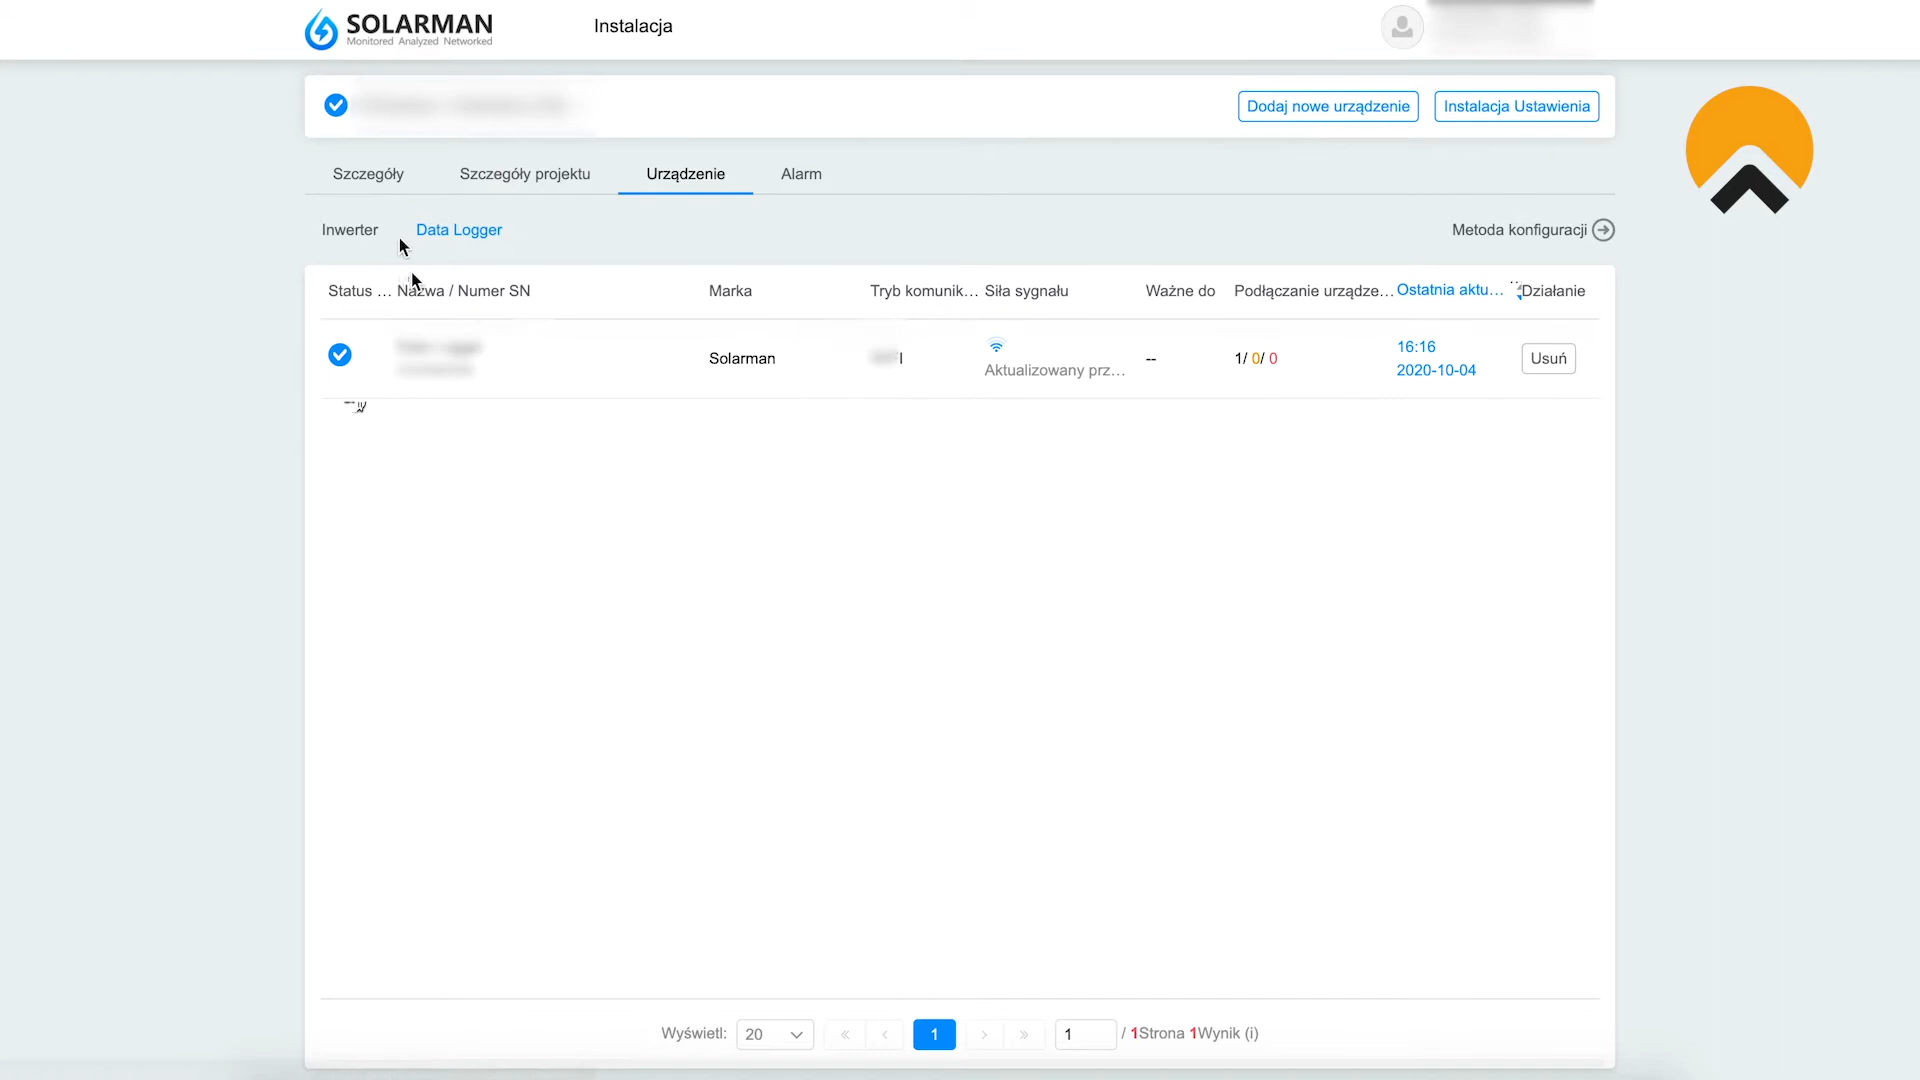 SOLARMAN
Monitored Analyzed Networked
Instalacja
Dodaj nowe urządzenie
Instalacja Ustawienia
Szczegóły
Szczegóły projektu
Urządzenie
Alarm
Inwerter
Data Logger
Metoda konfiguracji
Status ... Nazwa / Numer SN
Marka
Tryb komunik...
Siła sygnału
Ważne do
Podłączanie urządze...
Ostatnia aktu...
Działanie
Solarman
Aktualizowany prz...
--
1/ 0/ 0
16:16
2020-10-04
Usuń
Wyświetl: 20 « ‹ 1 › » 1 / 1Strona 1Wynik (i)